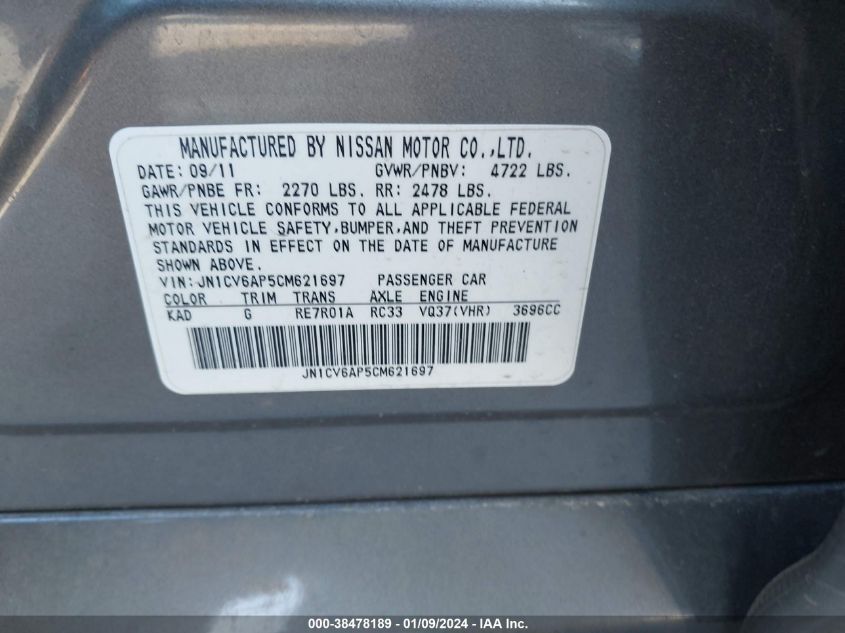 MANUFACTURED BY NISSAN MOTOR CO.,LTD.
DATE: 09/11 GVWR/PNBV: 4722 LBS.
GAWR/PNBE FR: 2270 LBS. RR: 2478 LBS.
THIS VEHICLE CONFORMS TO ALL APPLICABLE FEDERAL
MOTOR VEHICLE SAFETY,BUMPER,AND THEFT PREVENTION
STANDARDS IN EFFECT ON THE DATE OF MANUFACTURE
SHOWN ABOVE.
VIN:JN1CV6AP5CM621697 PASSENGER CAR
COLOR TRIM TRANS AXLE ENGINE
KAD G RE7R01A RC33 VQ37(VHR) 3696CC
JN1CV6AP5CM621697
000-38478189 - 01/09/2024 - IAA Inc.